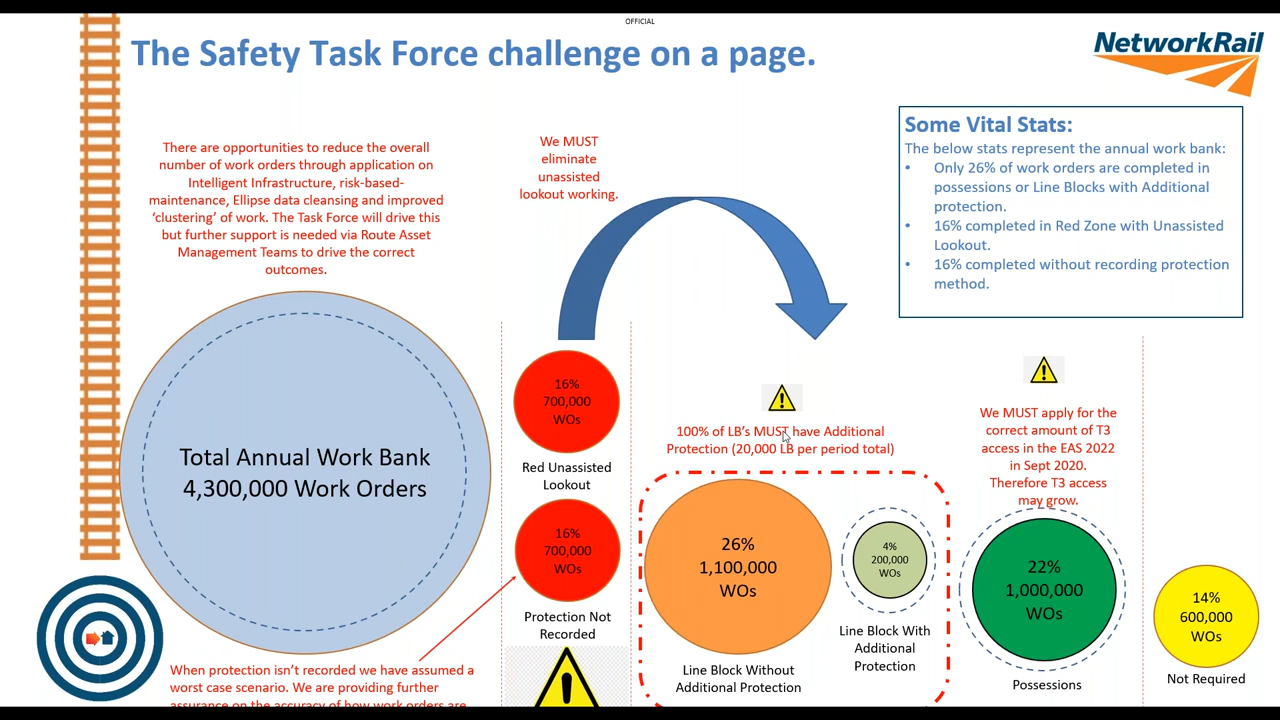 OFFICIAL
The Safety Task Force challenge on a page.
NetworkRail
There are opportunities to reduce the overall
number of work orders through application on
Intelligent Infrastructure, risk-based-
maintenance, Ellipse data cleansing and improved
‘clustering’ of work. The Task Force will drive this
but further support is needed via Route Asset
Management Teams to drive the correct
outcomes.
We MUST
eliminate
unassisted
lookout working.
Some Vital Stats:
The below stats represent the annual work bank:
• Only 26% of work orders are completed in
possessions or Line Blocks with Additional
protection.
• 16% completed in Red Zone with Unassisted
Lookout.
• 16% completed without recording protection
method.
Total Annual Work Bank
4,300,000 Work Orders
16%
700,000
WOs
Red Unassisted
Lookout
16%
700,000
WOs
Protection Not
Recorded
100% of LB's MUST have Additional
Protection (20,000 LB per period total)
26%
1,100,000
WOs
Line Block Without
Additional Protection
4%
200,000
WOs
Line Block With
Additional
Protection
We MUST apply for the
correct amount of T3
access in the EAS 2022
in Sept 2020.
Therefore T3 access
may grow.
22%
1,000,000
WOs
Possessions
14%
600,000
WOs
Not Required
When protection isn't recorded we have assumed a
worst case scenario. We are providing further
assurance on the accuracy of how work orders are